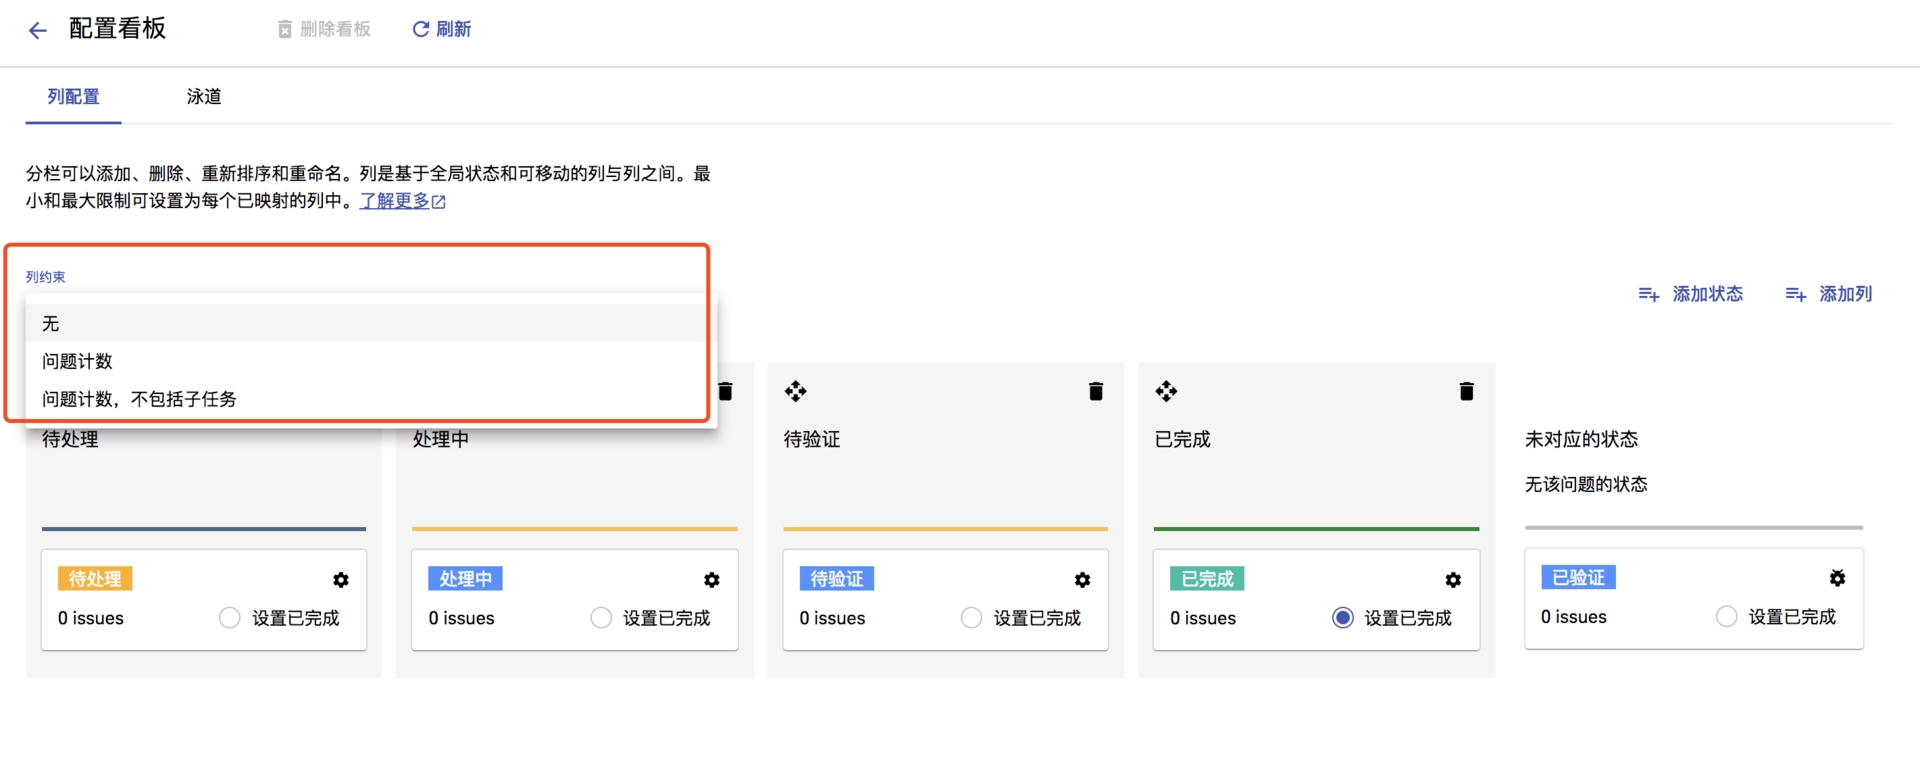 配置看板
删除看板
刷新
列配置
泳道
分栏可以添加、删除、重新排序和重命名。列是基于全局状态和可移动的列与列之间。最
小和最大限制可设置为每个已映射的列中。了解更多
列约束
无
问题计数
问题计数，不包括子任务
添加状态
添加列
待处理
处理中
待验证
已完成
未对应的状态
无该问题的状态
待处理
0 issues
设置已完成
处理中
0 issues
设置已完成
待验证
0 issues
设置已完成
已完成
0 issues
设置已完成
已验证
0 issues
设置已完成